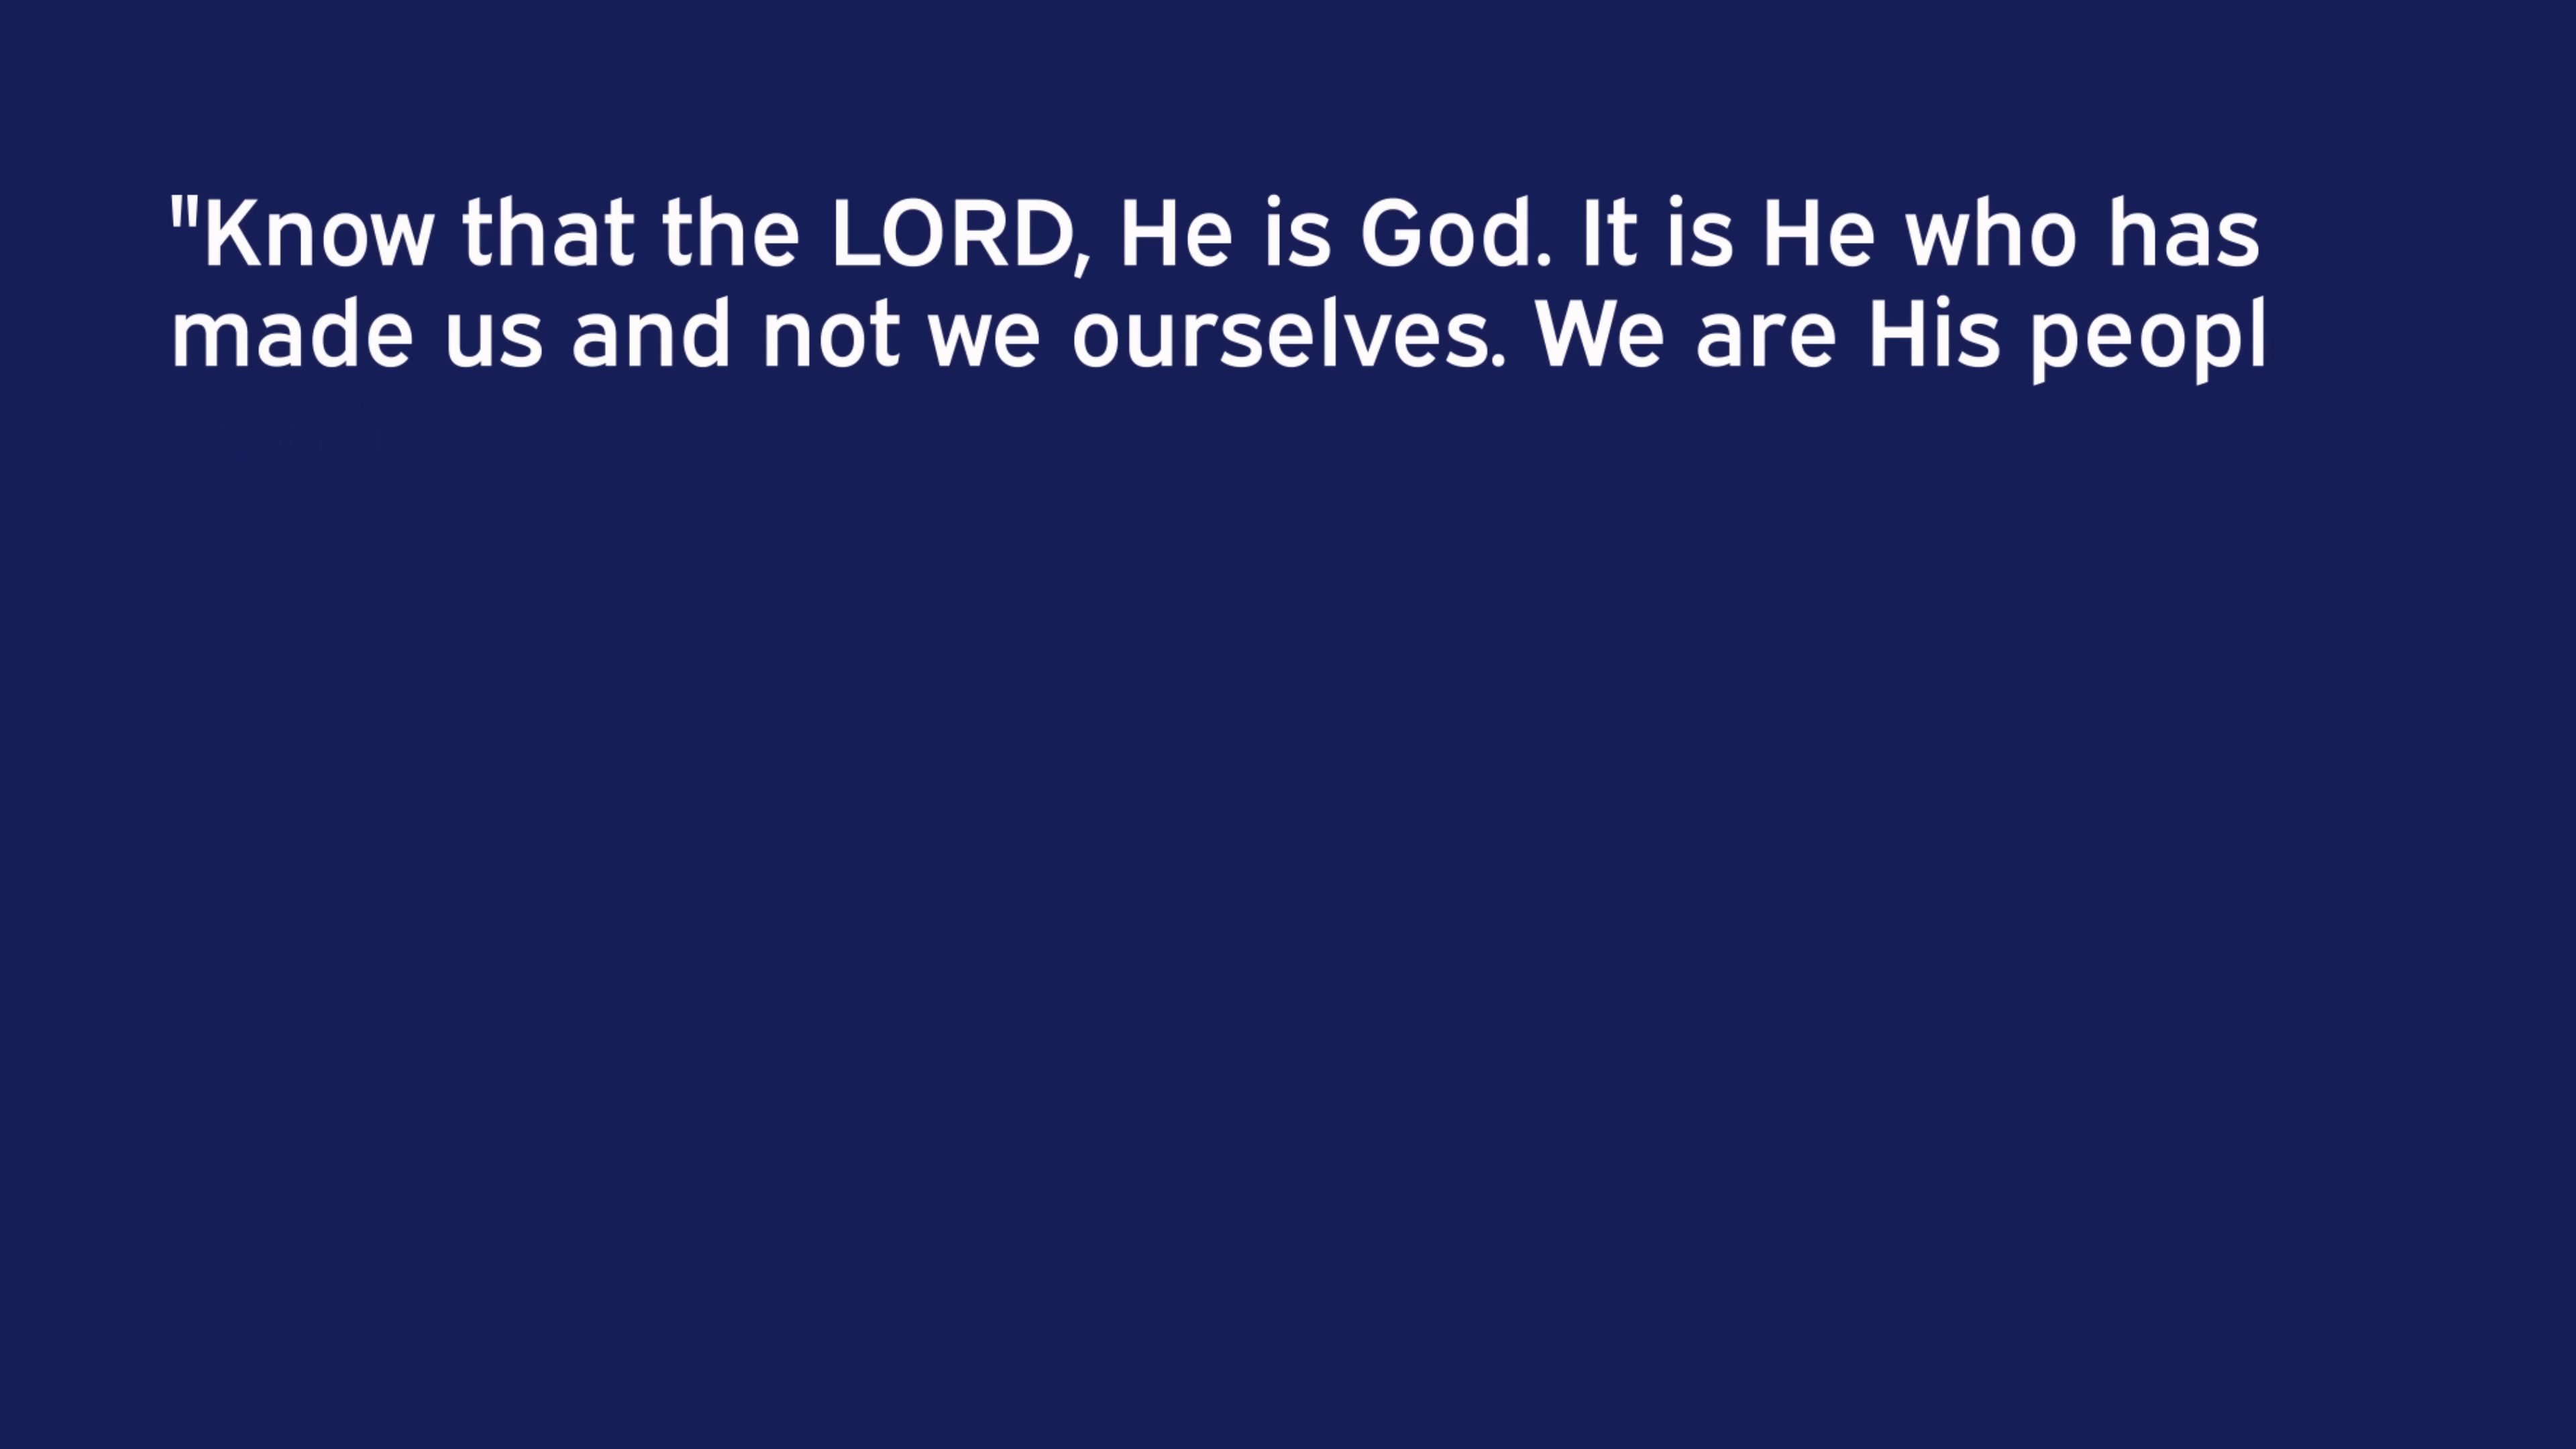 "Know that the LORD, He is God. It is He who has
made us and not we ourselves. We are His peopl